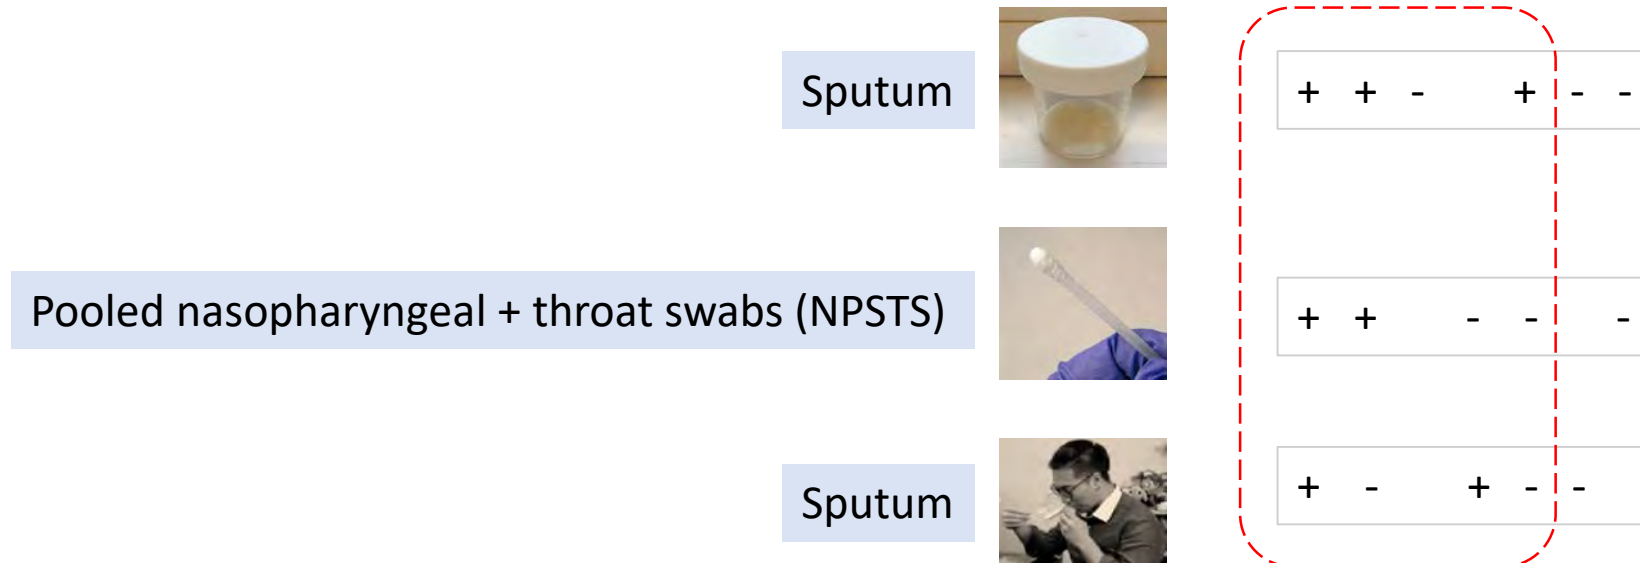 Sputum
+ + - + - -
Pooled nasopharyngeal + throat swabs (NPSTS)
+ + - - -
Sputum
+ - + - -